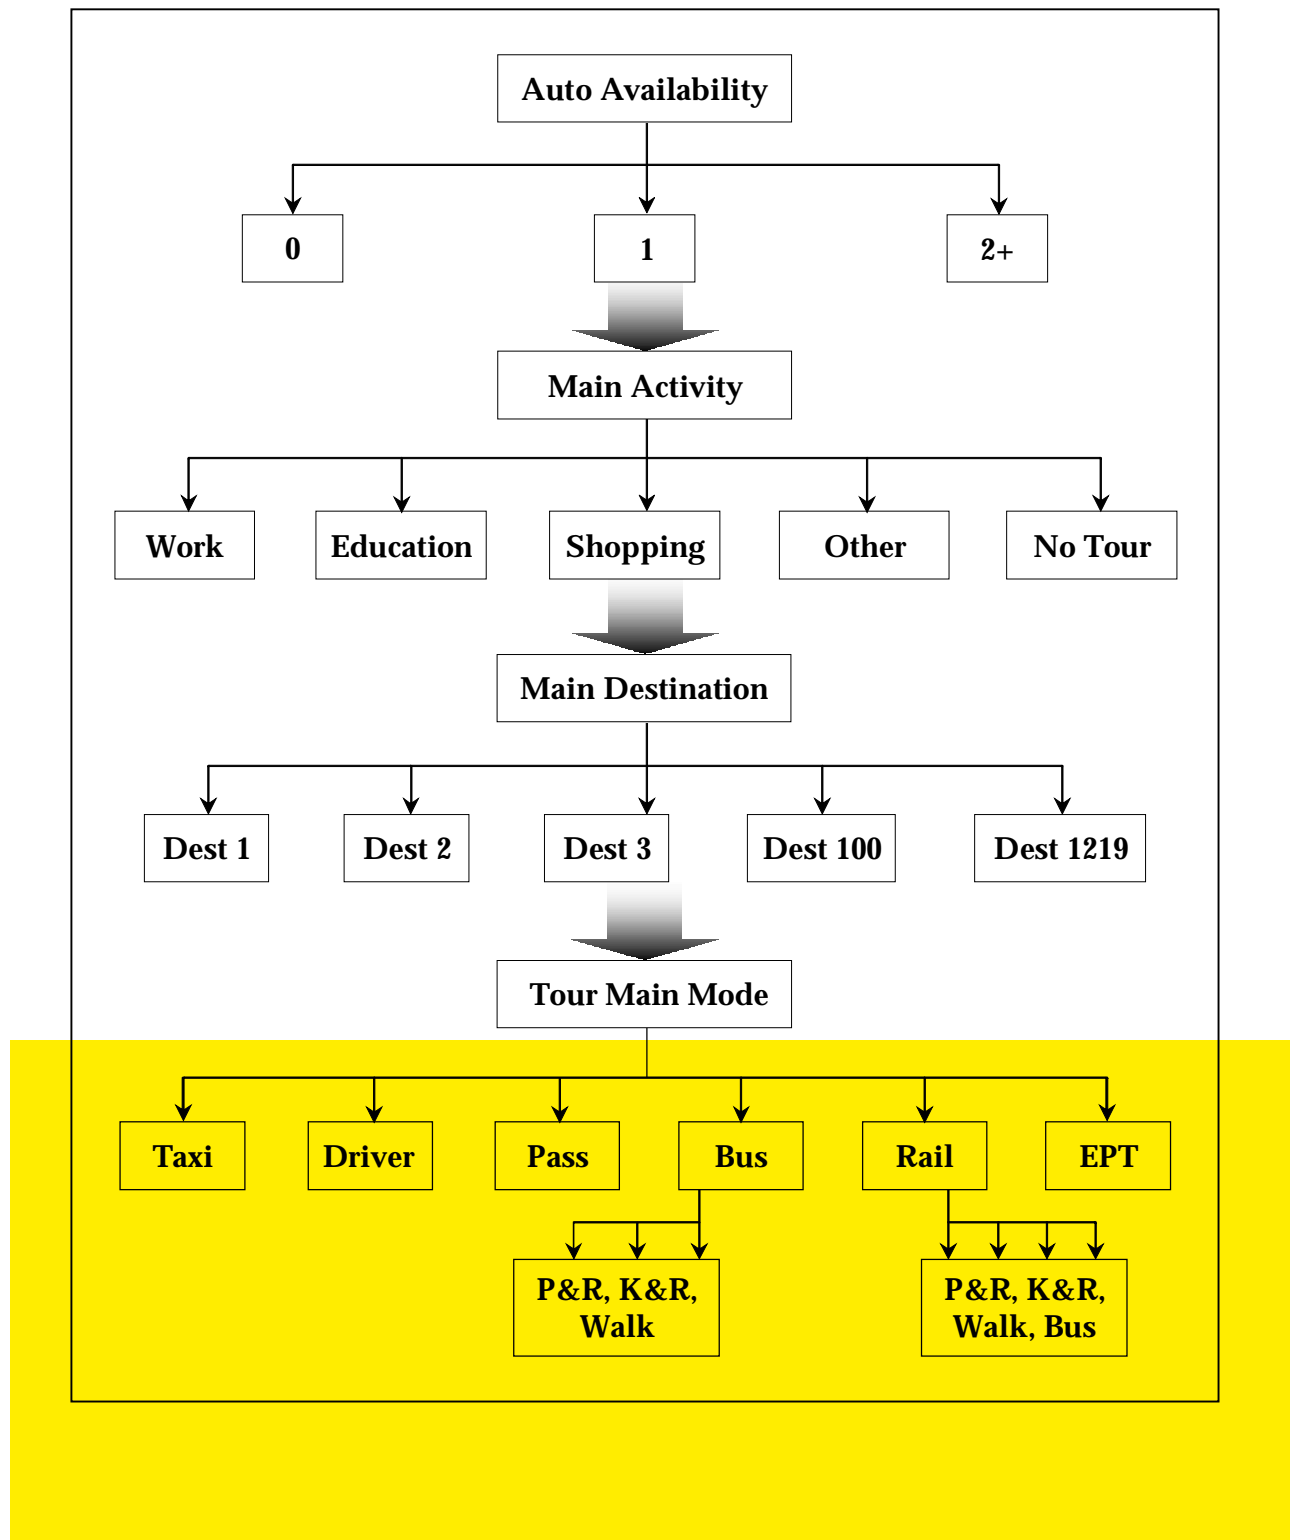 Auto Availability
0
1
2+
Main Activity
Work
Education
Shopping
Other
No Tour
Main Destination
Dest 1
Dest 2
Dest 3
Dest 100
Dest 1219
Tour Main Mode
Taxi
Driver
Pass
Bus
Rail
EPT
P&R, K&R,
Walk
P&R, K&R,
Walk, Bus